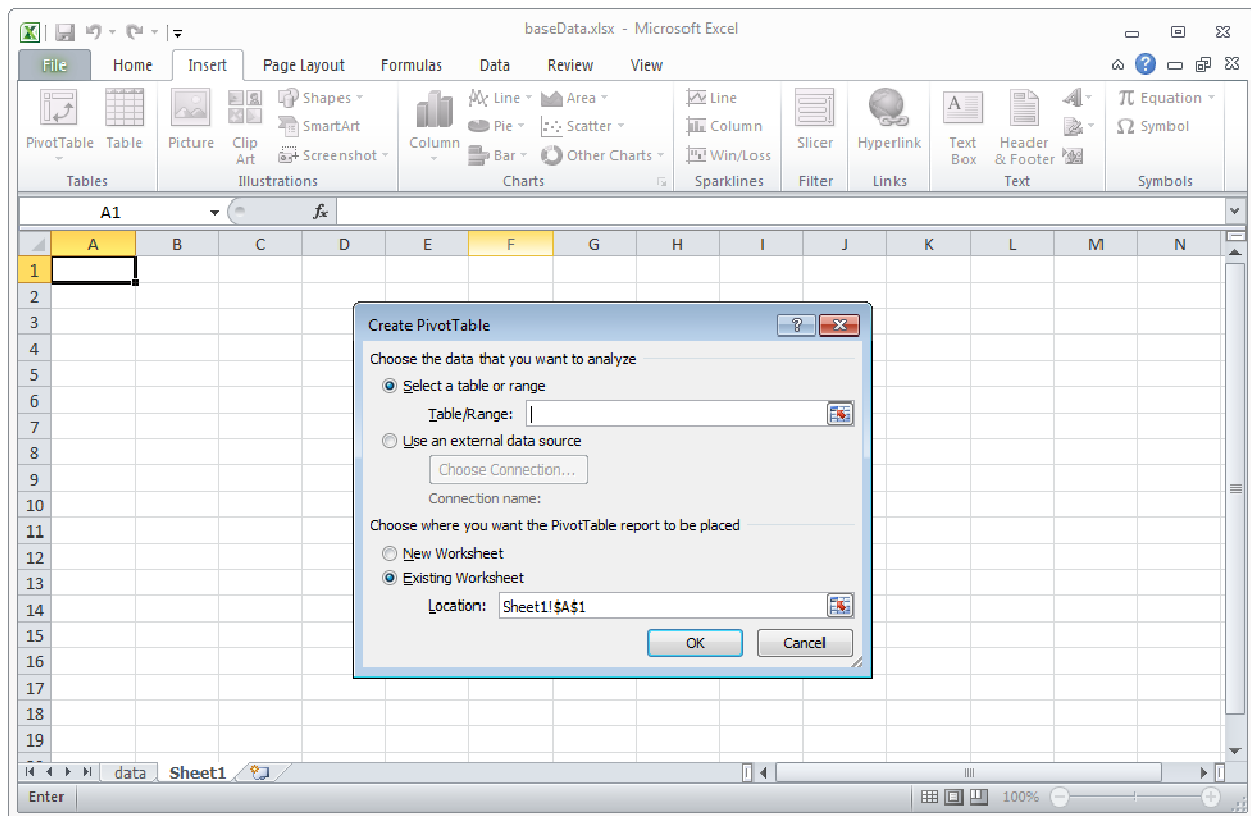 baseData.xlsx - Microsoft Excel
File Home Insert Page Layout Formulas Data Review View
PivotTable Table Picture Clip Art Shapes SmartArt Screenshot Column Line Pie Bar Area Scatter Other Charts Line Column Win/Loss Slicer Hyperlink Text Box Header & Footer Equation Symbol
Tables Illustrations Charts Sparklines Filter Links Text Symbols
A1 fx
A B C D E F G H I J K L M N
1
2
3
4
5
6
7
8
9
10
11
12
13
14
15
16
17
18
19
Create PivotTable
Choose the data that you want to analyze
Select a table or range
Table/Range:
Use an external data source
Choose Connection...
Connection name:
Choose where you want the PivotTable report to be placed
New Worksheet
Existing Worksheet
Location: Sheet1!$A$1
OK Cancel
data Sheet1
Enter 100%